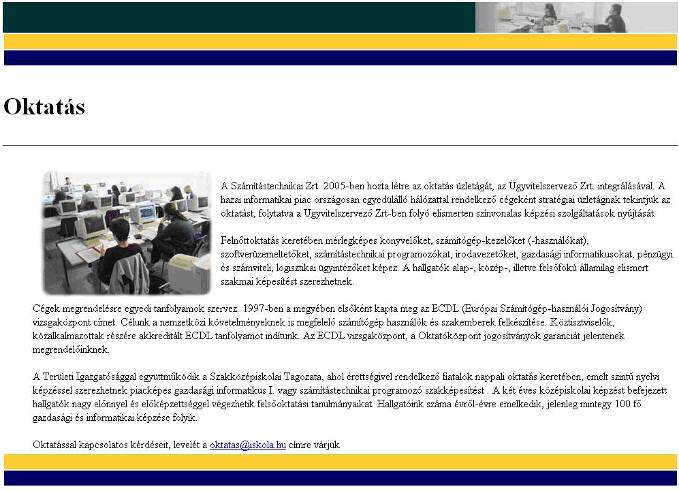 Oktatás
A Számítástechnikai Zrt. 2005-ben hozta létre az oktatás üzletágát, az Ügyvitelszervező Zrt. integrálásával. A
hazai informatikai piac országosan egyedülálló hálózattal rendelkező cégeként stratégiai üzletágnak tekintjük az
oktatást, folytatva a Ügyvitelszervező Zrt-ben folyó elismerten színvonalas képzési szolgáltatások nyújtását.
Felnőttoktatás keretében mérlegképes könyvelőket, számítógép-kezelőket (-használókat),
szoftverüzemeltetőket, számítástechnikai programozókat, irodavezetőket, gazdasági informatikusokat, pénzügyi
és számviteli, logisztikai ügyintézőket képez. A hallgatók alap-, közép-, illetve felsőfokú államilag elismert
szakmai képesítést szerezhetnek.
Cégek megrendelésre egyedi tanfolyamok szervez. 1997-ben a megyében elsőként kapta meg az ECDL (Európai Számítógép-használói Jogosítvány)
vizsgaközpont címet. Célunk a nemzetközi követelményeknek is megfelelő számítógép használók és szakemberek felkészítése. Köztisztviselők,
közalkalmazottak részére akkreditált ECDL tanfolyamot indítunk. Az ECDL vizsgaközpont, a Oktatóközpont jogosítványok garanciát jelentenek
megrendelőinknek.
A Területi Igazgatósággal együttműködik a Szakközépiskolai Tagozata, ahol érettségivel rendelkező fiatalok nappali oktatás keretében, emelt szintű nyelvi
képzéssel szerezhetnek piacképes gazdasági informatikus I. vagy számítástechnikai programozó szakképesítést . A két éves középiskolai képzést befejezett
hallgatók nagy előnnyel és előképzettséggel végezhetik felsőoktatási tanulmányaikat. Hallgatóink száma évről-évre emelkedik, jelenleg mintegy 100 fő
gazdasági és informatikai képzése folyik.
Oktatással kapcsolatos kérdéseit, levelét a oktatas@iskola.hu címre várjuk.